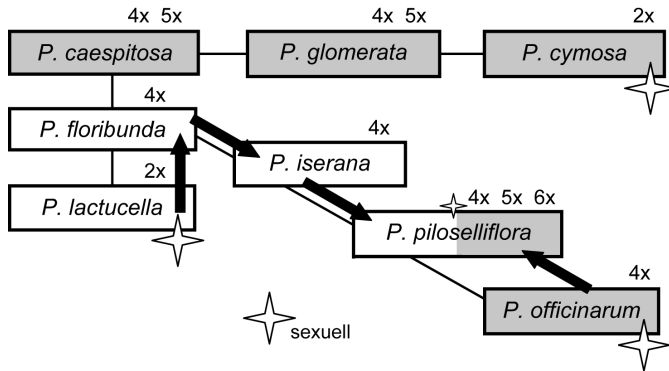 4x 5x
4x 5x
2x
P. caespitosa
P. glomerata
P. cymosa
4x
P. floribunda
4x
P. iserana
2x
P. lactucella
4x 5x 6x
P. piloselliflora
4x
P. officinarum
sexuell